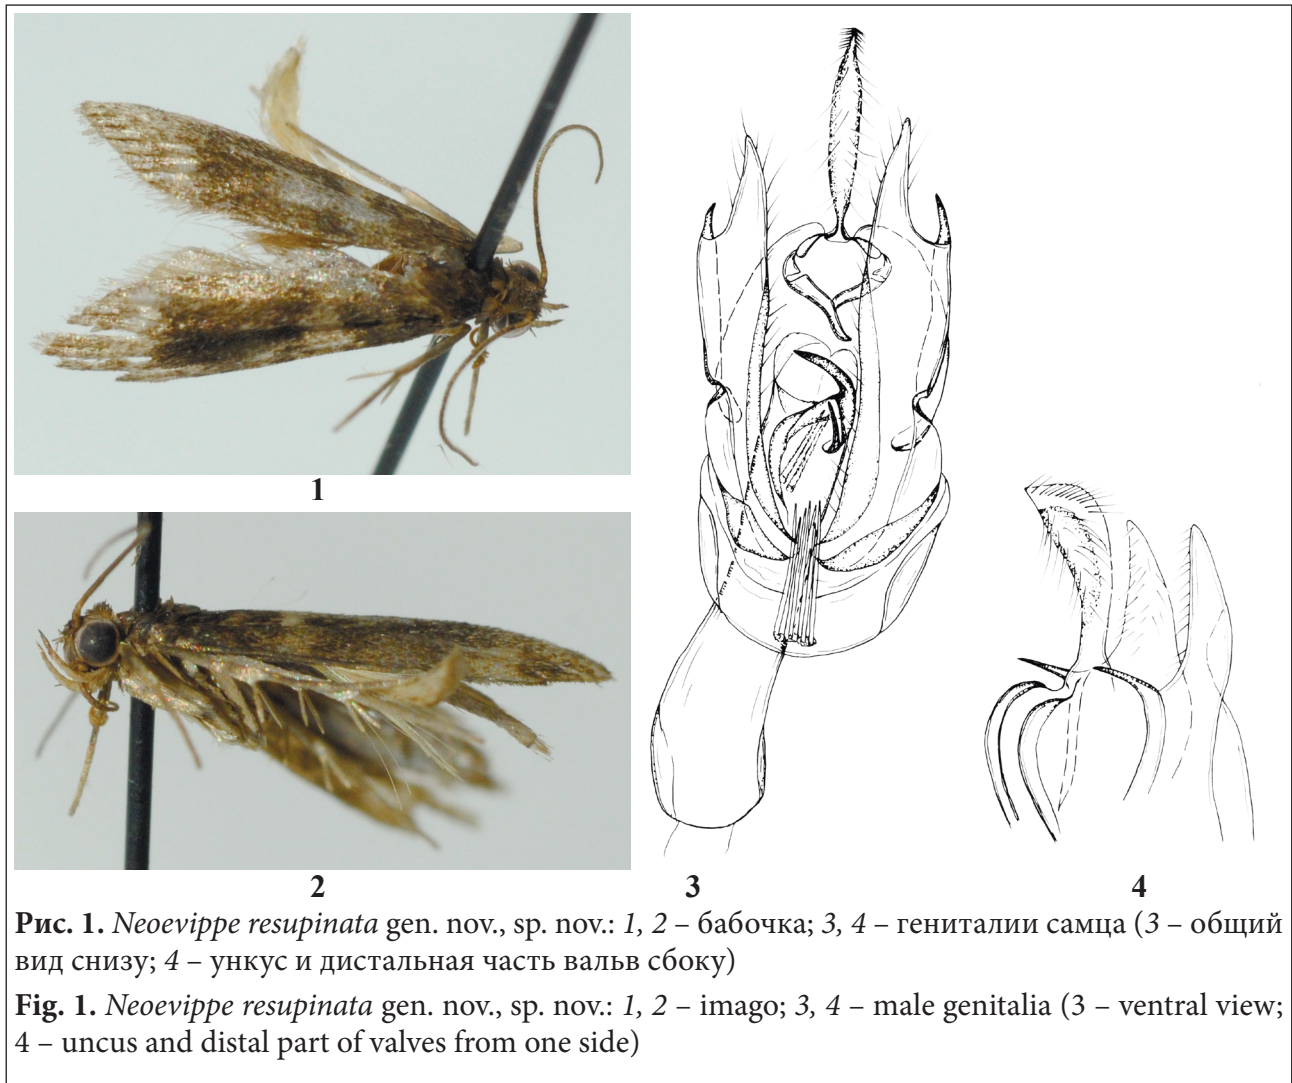 1
2
3
4
Рис. 1. Neoevippe resupinata gen. nov., sp. nov.: 1, 2 – бабочка; 3, 4 – гениталии самца (3 – общий
вид снизу; 4 – ункус и дистальная часть вальв сбоку)
Fig. 1. Neoevippe resupinata gen. nov., sp. nov.: 1, 2 – imago; 3, 4 – male genitalia (3 – ventral view;
4 – uncus and distal part of valves from one side)